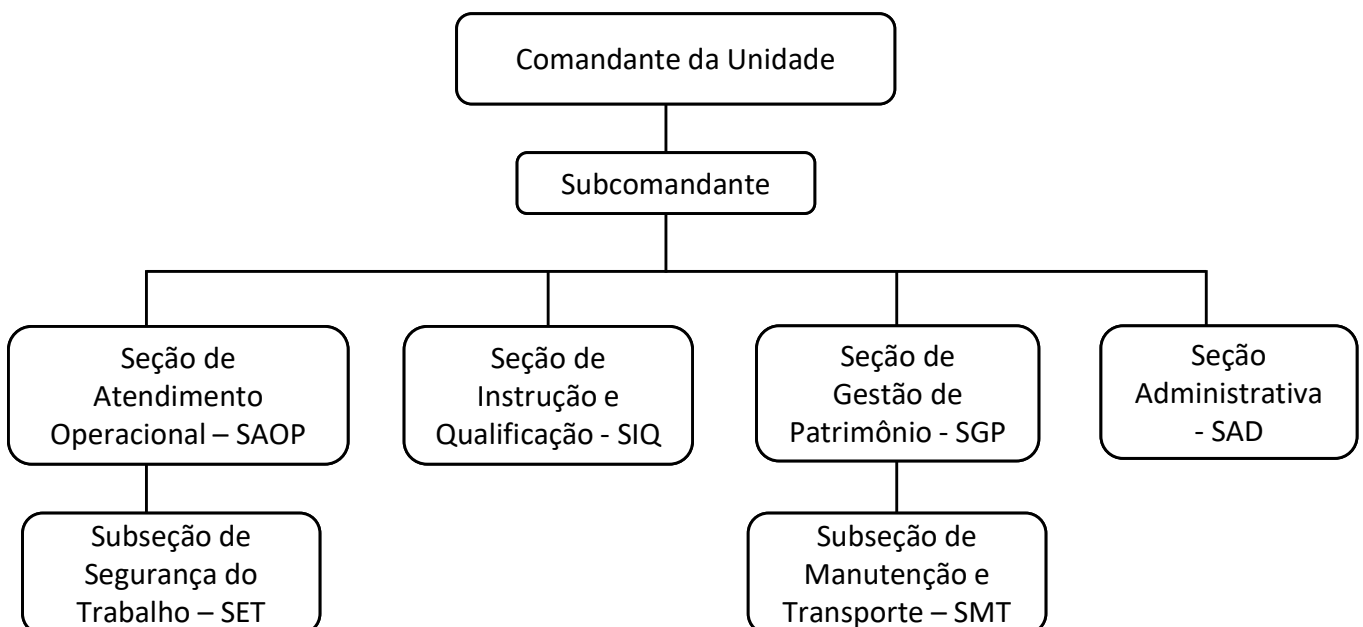 Comandante da Unidade
Subcomandante
Seção de
Atendimento
Operacional – SAOP
Seção de
Instrução e
Qualificação - SIQ
Seção de
Gestão de
Patrimônio - SGP
Seção
Administrativa
- SAD
Subseção de
Segurança do
Trabalho – SET
Subseção de
Manutenção e
Transporte – SMT